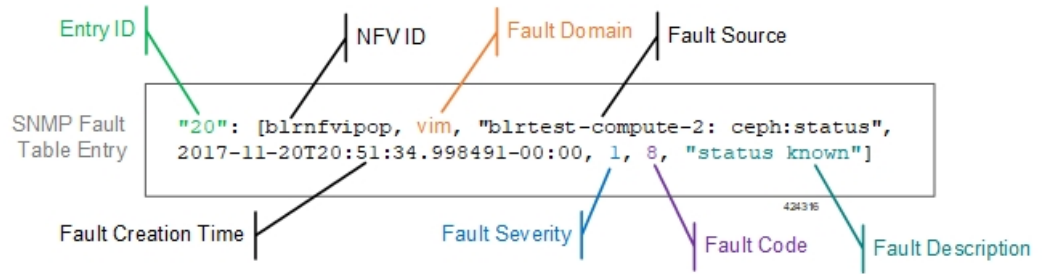 Entry ID
NFV ID
Fault Domain
Fault Source
SNMP Fault
Table Entry
"20": [blrnfvipop, vim, "blrtest-compute-2: ceph:status",
2017-11-20T20:51:34.998491-00:00, 1, 8, "status known"]
424316
Fault Creation Time
Fault Severity
Fault Code
Fault Description